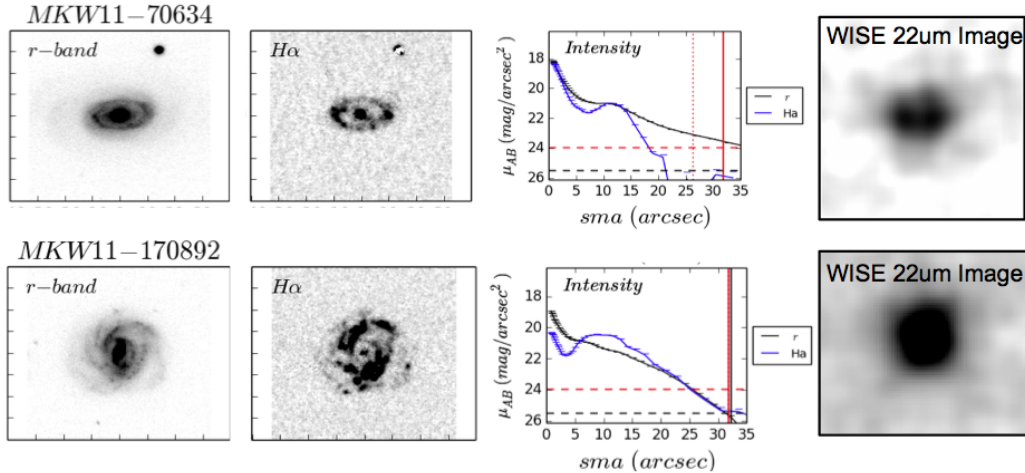 MKW11−70634
r−band
Hα
Intensity
μAB (mag/arcsec²)
18
20
22
24
26
0 5 10 15 20 25 30 35
sma (arcsec)
r
Ha
WISE 22um Image
MKW11−170892
r−band
Hα
Intensity
μAB (mag/arcsec²)
18
20
22
24
26
0 5 10 15 20 25 30 35
sma (arcsec)
r
Ha
WISE 22um Image